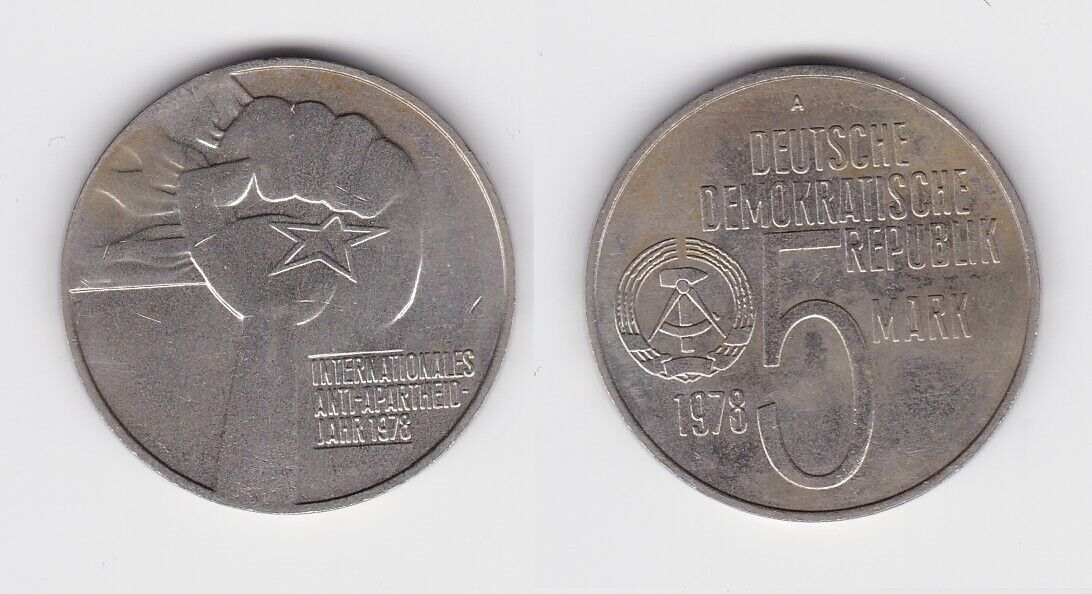 INTERNATIONALES
ANTI-APARTHEID-
JAHR 1978
A
DEUTSCHE
DEMOKRATISCHE
REPUBLIK
5 MARK
1978